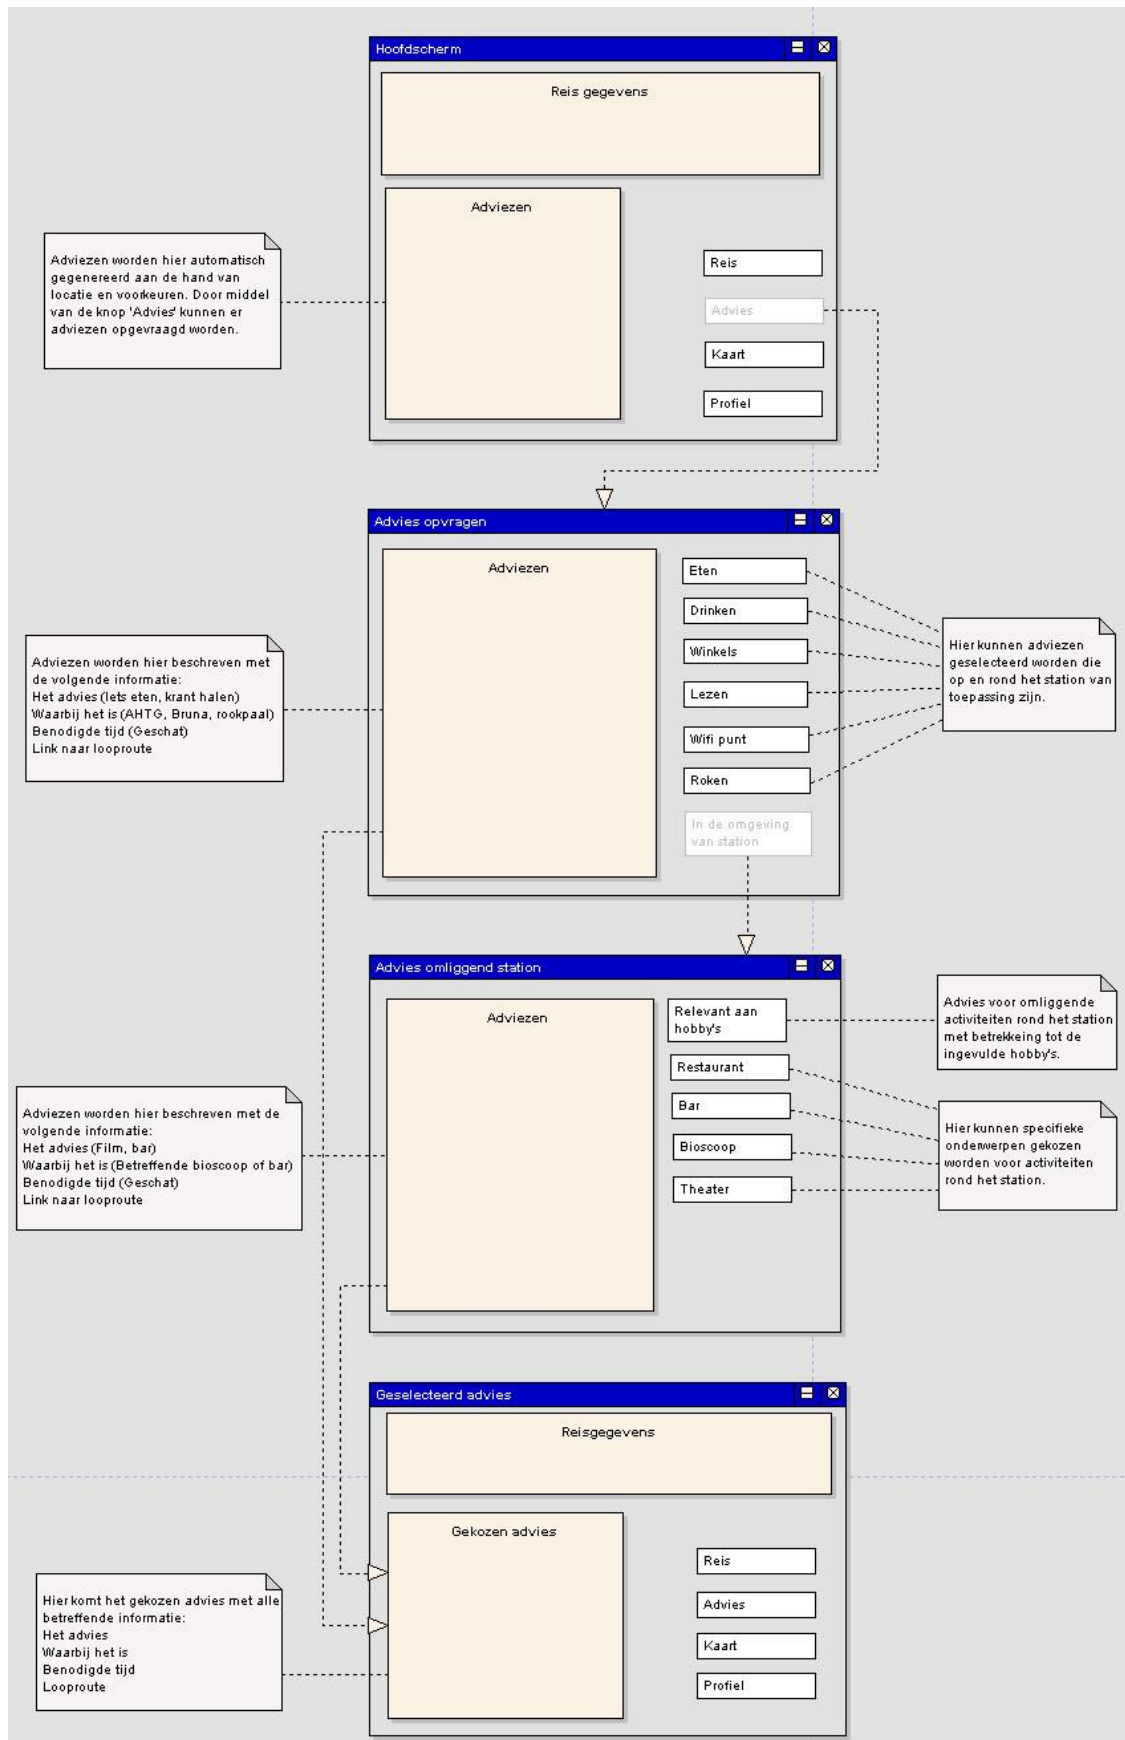 Hoofdscherm
Reis gegevens
Adviezen
Adviezen worden hier automatisch
gegenereerd aan de hand van
locatie en voorkeuren. Door middel
van de knop 'Advies' kunnen er
adviezen opgevraagd worden.
Reis
Advies
Kaart
Profiel
Advies opvragen
Adviezen
Adviezen worden hier beschreven met
de volgende informatie:
Het advies (Iets eten, krant halen)
Waarbij het is (AHTG, Bruna, rookpaal)
Benodigde tijd (Geschat)
Link naar looproute
Eten
Drinken
Winkels
Lezen
Wifi punt
Roken
In de omgeving
van station
Hier kunnen adviezen
geselecteerd worden die
op en rond het station van
toepassing zijn.
Advies omliggend station
Adviezen
Adviezen worden hier beschreven met de
volgende informatie:
Het advies (Film, bar)
Waarbij het is (Betreffende bioscoop of bar)
Benodigde tijd (Geschat)
Link naar looproute
Relevant aan
hobby's
Restaurant
Bar
Bioscoop
Theater
Advies voor omliggende
activiteiten rond het station
met betrekkeing tot de
ingevulde hobby's.
Hier kunnen specifieke
onderwerpen gekozen
worden voor activiteiten
rond het station.
Geselecteerd advies
Reisgegevens
Gekozen advies
Hier komt het gekozen advies met alle
betreffende informatie:
Het advies
Waarbij het is
Benodigde tijd
Looproute
Reis
Advies
Kaart
Profiel